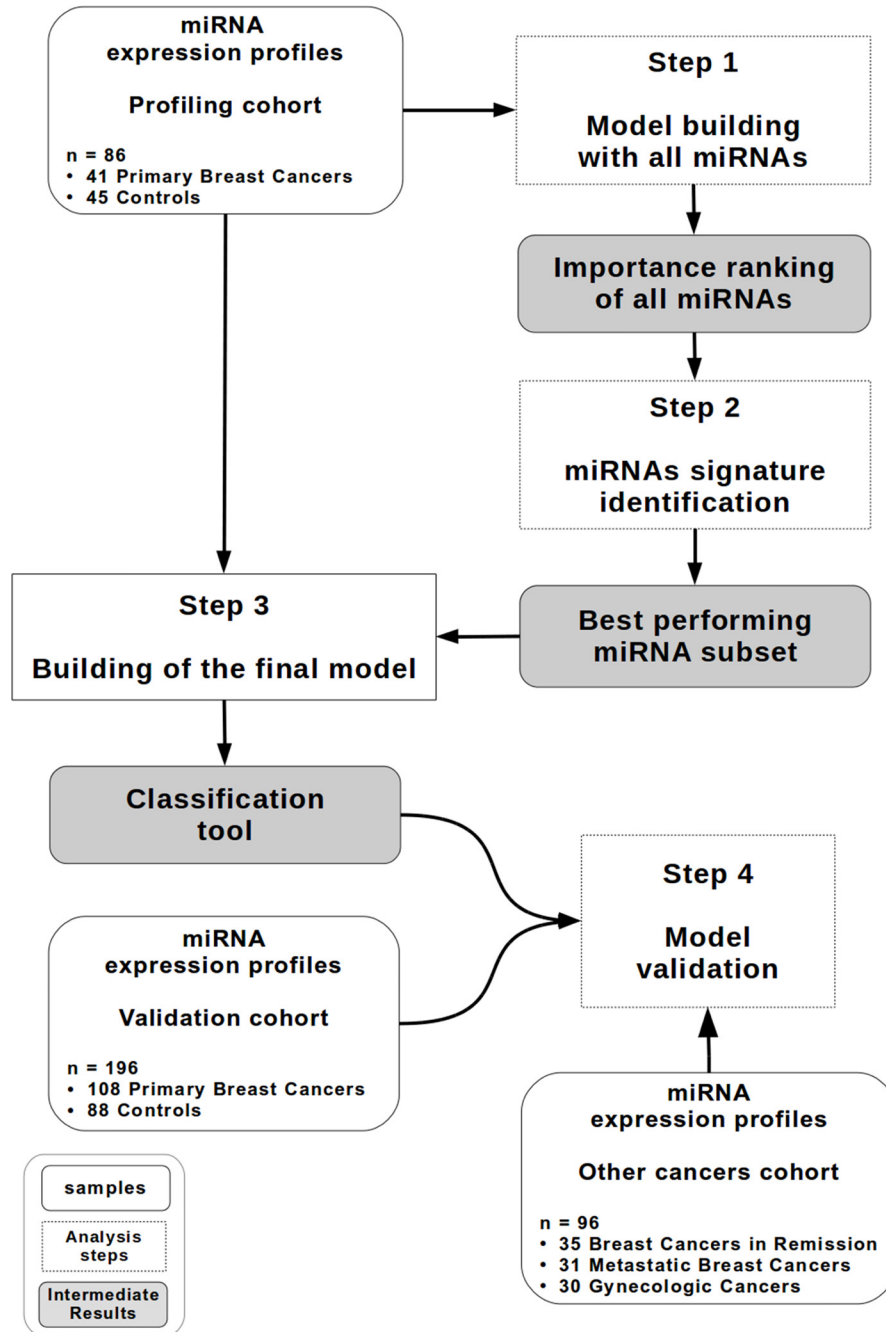 miRNA
expression profiles
Profiling cohort
n = 86
• 41 Primary Breast Cancers
• 45 Controls
Step 1
Model building
with all miRNAs
Importance ranking
of all miRNAs
Step 2
miRNAs signature
identification
Best performing
miRNA subset
Step 3
Building of the final model
Classification
tool
miRNA
expression profiles
Validation cohort
n = 196
• 108 Primary Breast Cancers
• 88 Controls
Step 4
Model
validation
miRNA
expression profiles
Other cancers cohort
n = 96
• 35 Breast Cancers in Remission
• 31 Metastatic Breast Cancers
• 30 Gynecologic Cancers
samples
Analysis
steps
Intermediate
Results